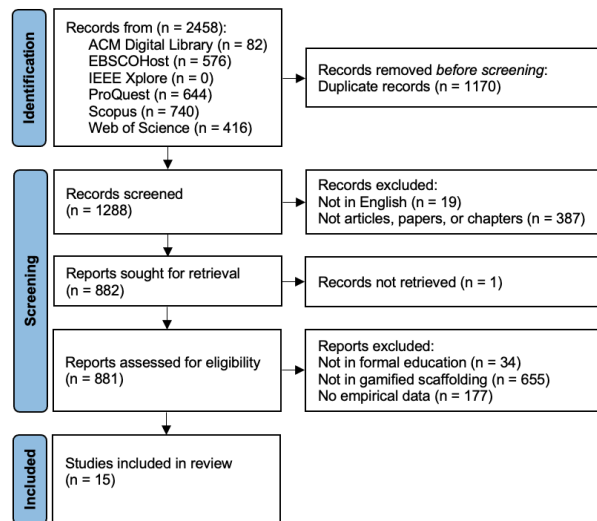 Identification
Records from (n = 2458):
ACM Digital Library (n = 82)
EBSCOHost (n = 576)
IEEE Xplore (n = 0)
ProQuest (n = 644)
Scopus (n = 740)
Web of Science (n = 416)
Records removed before screening:
Duplicate records (n = 1170)
Screening
Records screened
(n = 1288)
Records excluded:
Not in English (n = 19)
Not articles, papers, or chapters (n = 387)
Reports sought for retrieval
(n = 882)
Records not retrieved (n = 1)
Reports assessed for eligibility
(n = 881)
Reports excluded:
Not in formal education (n = 34)
Not in gamified scaffolding (n = 655)
No empirical data (n = 177)
Included
Studies included in review
(n = 15)